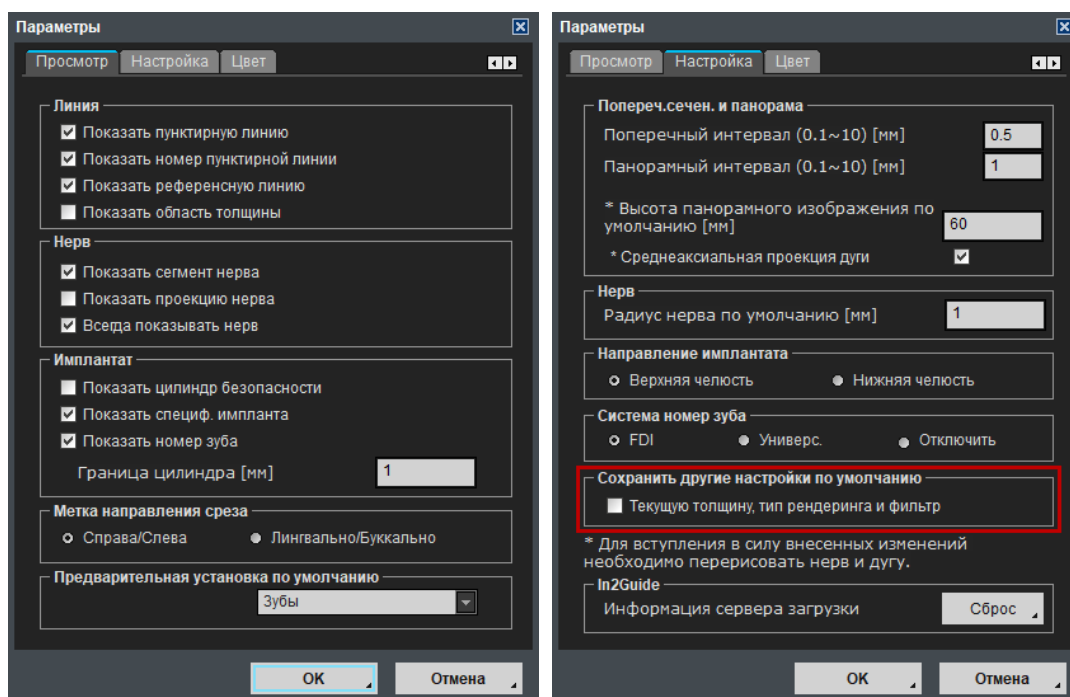 Параметры
Просмотр Настройка Цвет
Линия
Показать пунктирную линию
Показать номер пунктирной линии
Показать референсную линию
Показать область толщины
Нерв
Показать сегмент нерва
Показать проекцию нерва
Всегда показывать нерв
Имплантат
Показать цилиндр безопасности
Показать специф. импланта
Показать номер зуба
Граница цилиндра [мм] 1
Метка направления среза
Справа/Слева Лингвально/Буккально
Предварительная установка по умолчанию
Зубы
OK Отмена
Параметры
Просмотр Настройка Цвет
Попереч.сечен. и панорама
Поперечный интервал (0.1~10) [мм] 0.5
Панорамный интервал (0.1~10) [мм] 1
* Высота панорамного изображения по
умолчанию [мм] 60
* Среднеаксиальная проекция дуги
Нерв
Радиус нерва по умолчанию [мм] 1
Направление имплантата
Верхняя челюсть Нижняя челюсть
Система номер зуба
FDI Универс. Отключить
Сохранить другие настройки по умолчанию
Текущую толщину, тип рендеринга и фильтр
* Для вступления в силу внесенных изменений
необходимо перерисовать нерв и дугу.
In2Guide
Информация сервера загрузки Сброс
OK Отмена